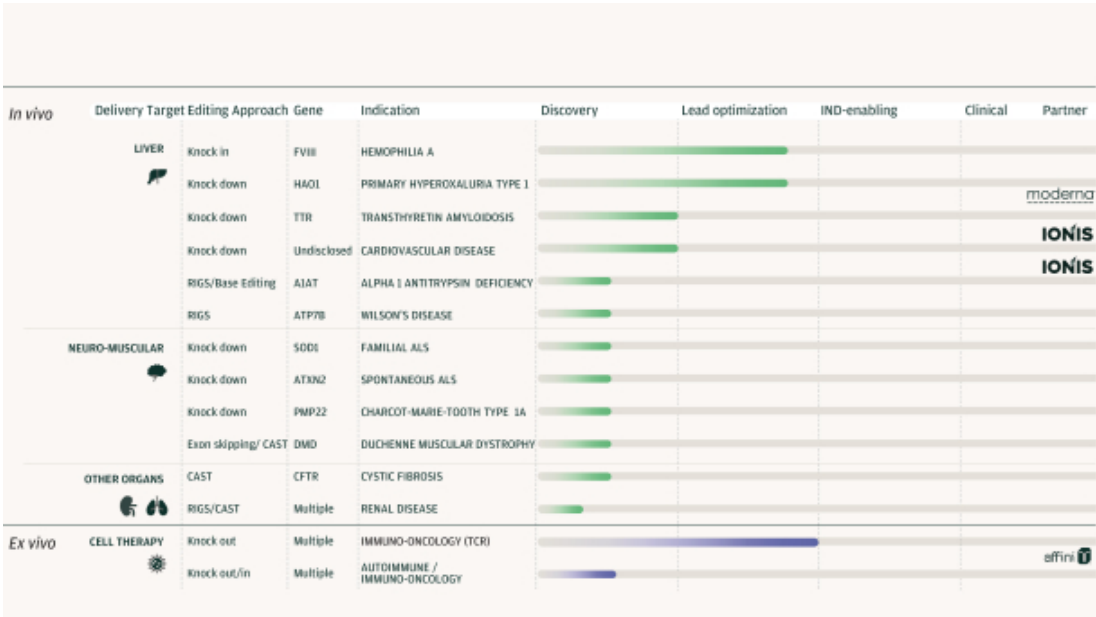 In vivo Delivery Target Editing Approach Gene Indication Discovery Lead optimization IND-enabling Clinical Partner
LIVER Knock in FVIII HEMOPHILIA A
Knock down HAO1 PRIMARY HYPEROXALURIA TYPE 1 moderna
Knock down TTR TRANSTHYRETIN AMYLOIDOSIS IONIS
Knock down Undisclosed CARDIOVASCULAR DISEASE IONIS
RIGS/Base Editing A1AT ALPHA 1 ANTITRYPSIN DEFICIENCY
RIGS ATP7B WILSON'S DISEASE
NEURO-MUSCULAR Knock down SOD1 FAMILIAL ALS
Knock down ATXN2 SPONTANEOUS ALS
Knock down PMP22 CHARCOT-MARIE-TOOTH TYPE 1A
Exon skipping/ CAST DMD DUCHENNE MUSCULAR DYSTROPHY
OTHER ORGANS CAST CFTR CYSTIC FIBROSIS
RIGS/CAST Multiple RENAL DISEASE
Ex vivo CELL THERAPY Knock out Multiple IMMUNO-ONCOLOGY (TCR) affini
Knock out/in Multiple AUTOIMMUNE /
IMMUNO-ONCOLOGY